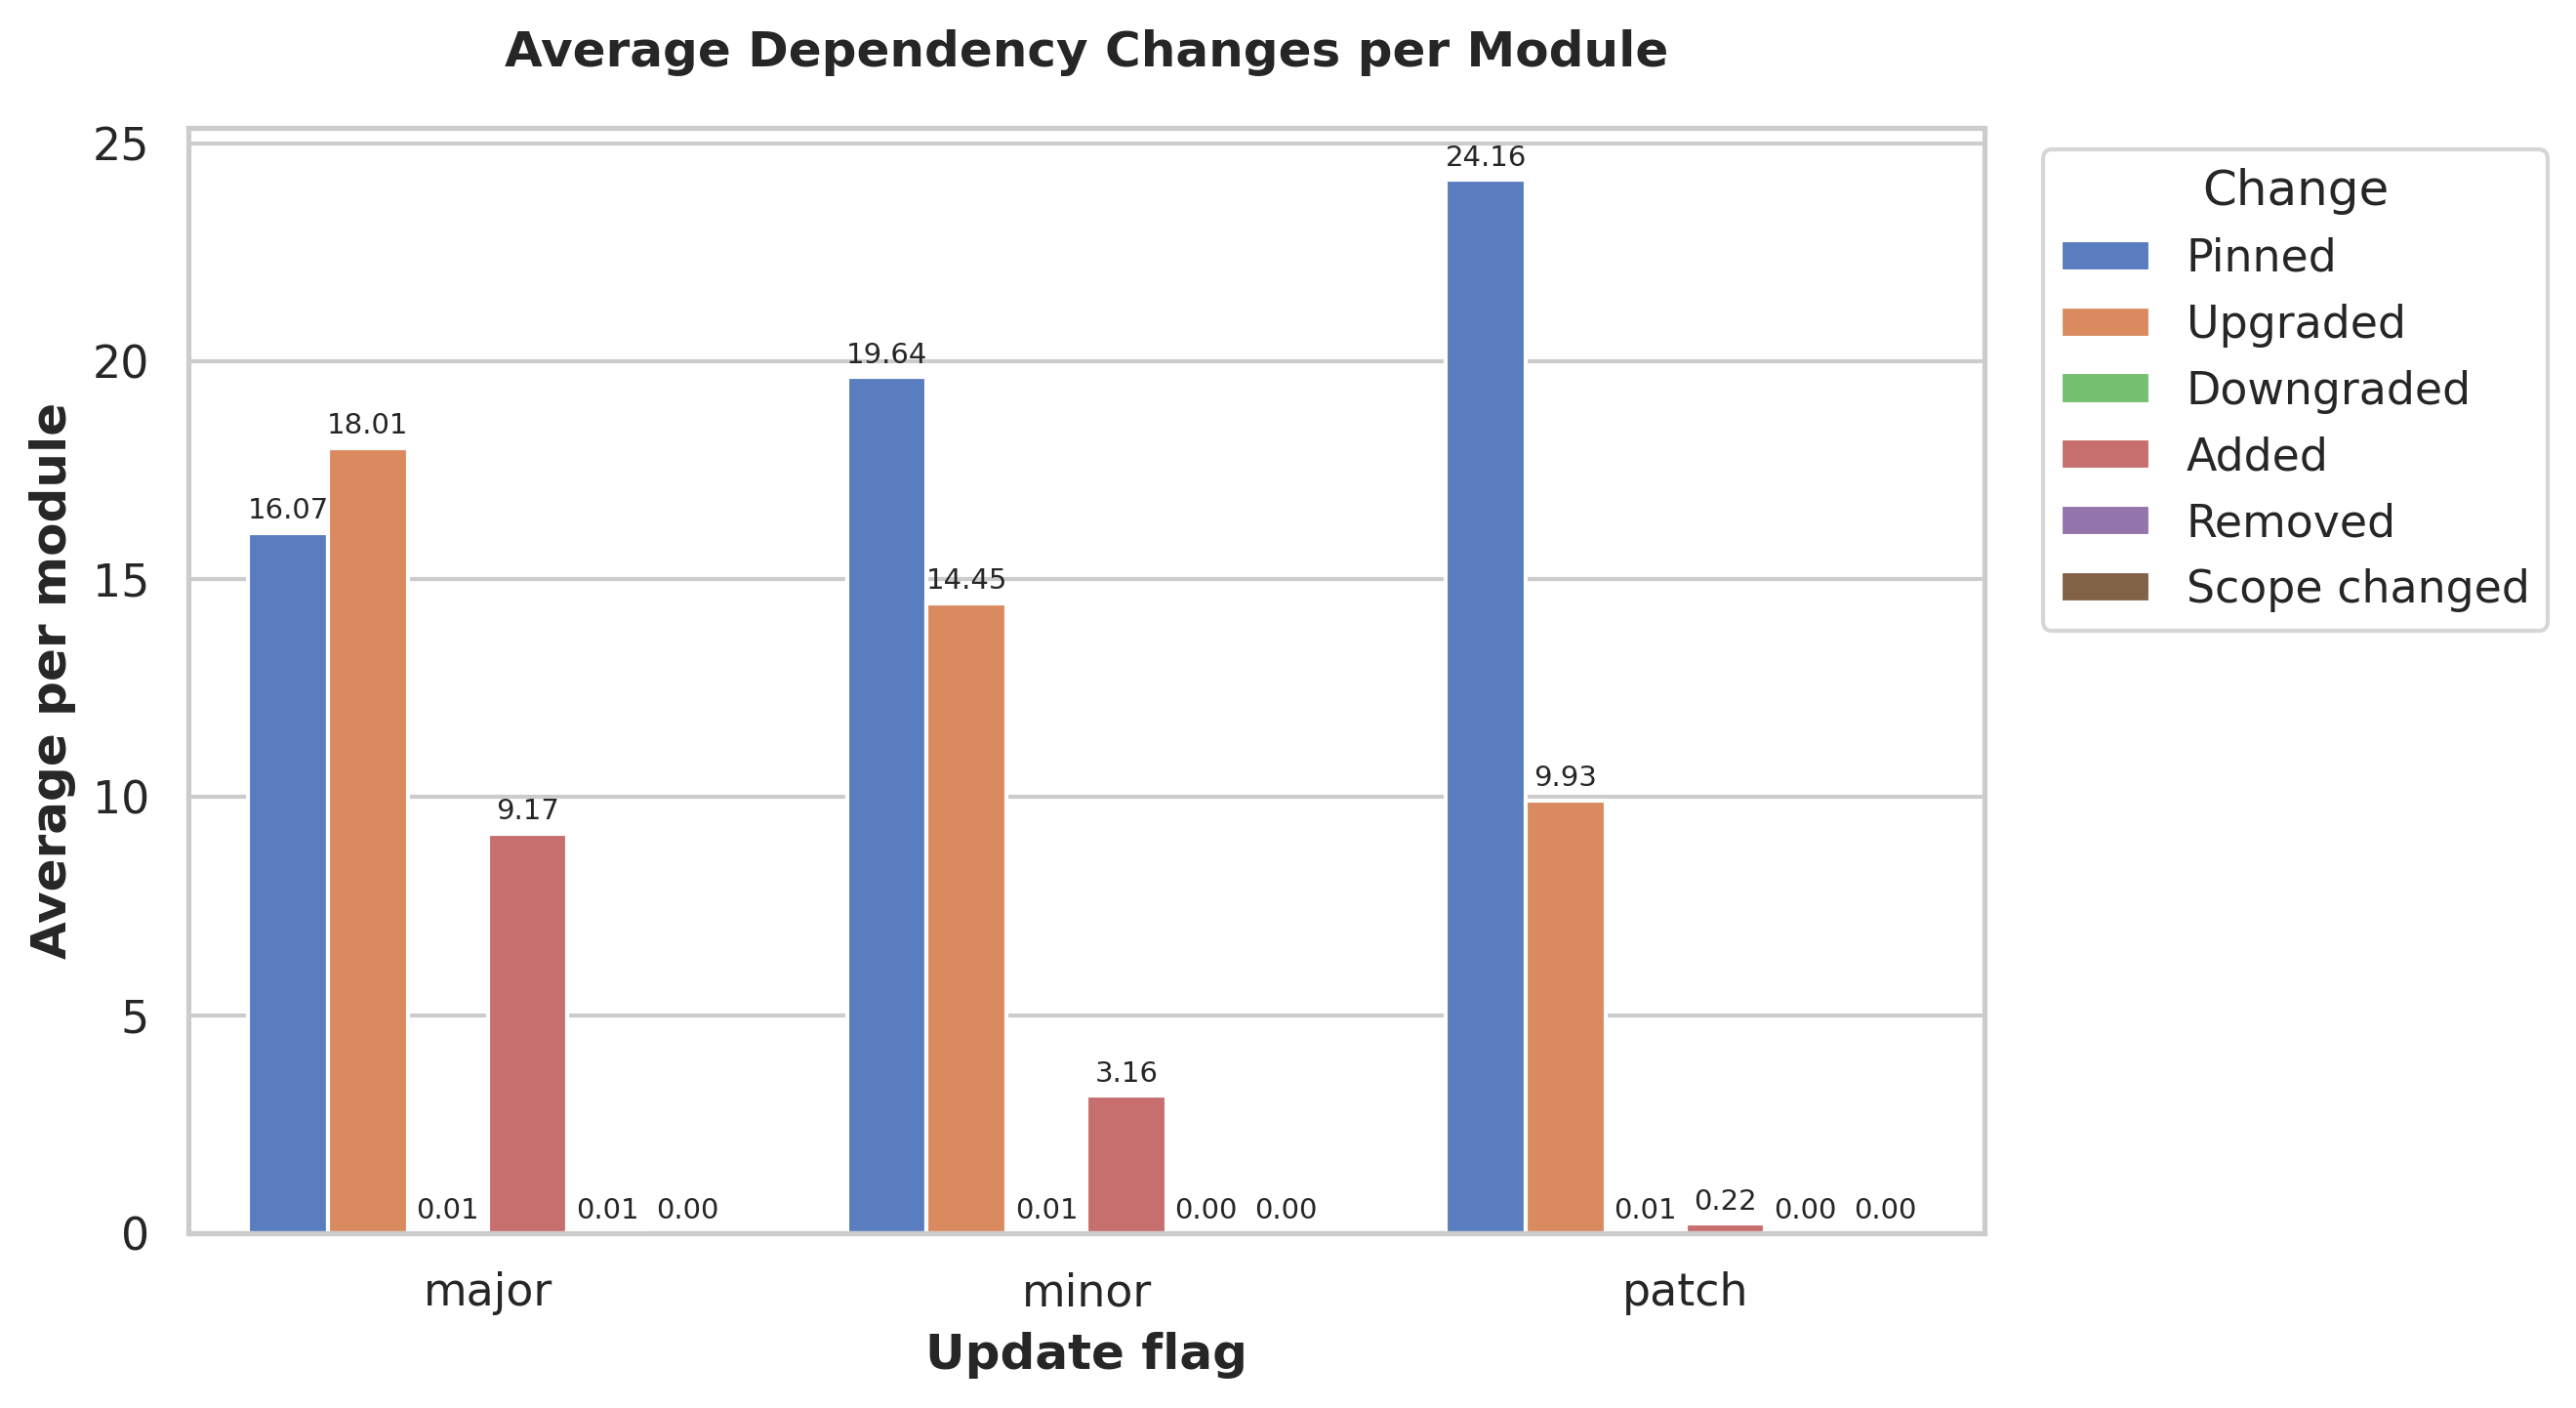 Average Dependency Changes per Module
Average per module
25
20
15
10
5
0
16.07
18.01
0.01
9.17
0.01
0.00
19.64
14.45
0.01
3.16
0.00
0.00
24.16
9.93
0.01
0.22
0.00
0.00
major
minor
patch
Update flag
Change
Pinned
Upgraded
Downgraded
Added
Removed
Scope changed